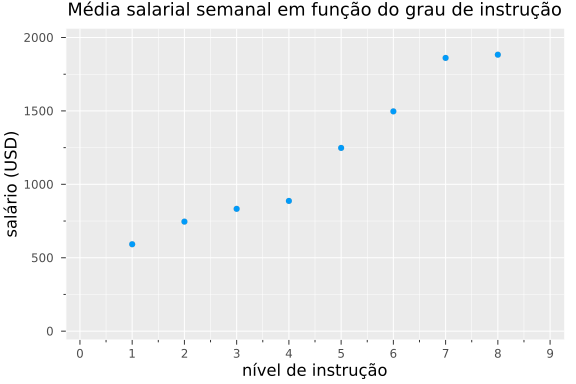 Média salarial semanal em função do grau de instrução
salário (USD)
2000
1500
1000
500
0
0 1 2 3 4 5 6 7 8 9
nível de instrução